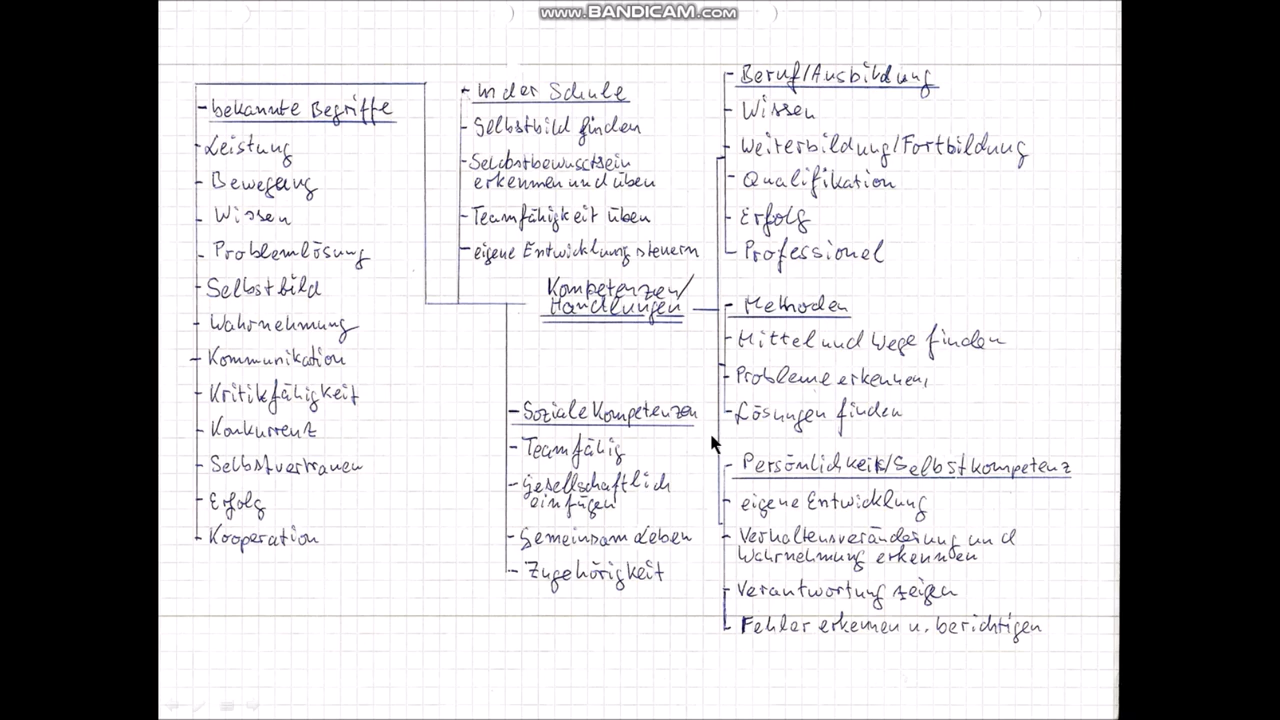 www.BANDICAM.com
- bekannte Begriffe
- Leistung
- Bewegung
- Wissen
- Problemlösung
- Selbstbild
- Wahrnehmung
- Kommunikation
- Kritikfähigkeit
- Konkurrenz
- Selbstvertrauen
- Erfolg
- Kooperation
- In der Schule
- Selbstbild finden
- Selbstbewusstsein
erkennen und üben
- Teamfähigkeit üben
- eigene Entwicklung steuern
Kompetenzen/
Handlungen
- Soziale Kompetenzen
- Teamfähig
- gesellschaftlich
einfügen
- gemeinsam Leben
- Zugehörigkeit
- Beruf/Ausbildung
- Wissen
- Weiterbildung/Fortbildung
- Qualifikation
- Erfolg
- Professionel
- Methoden
- Mittel und Wege finden
- Probleme erkennen,
- Lösungen finden
- Persönlichkeit/Selbstkompetenz
- eigene Entwicklung
- Verhaltensveränderung und
Wahrnehmung erkennen
- Verantwortung zeigen
- Fehler erkennen u. berichtigen